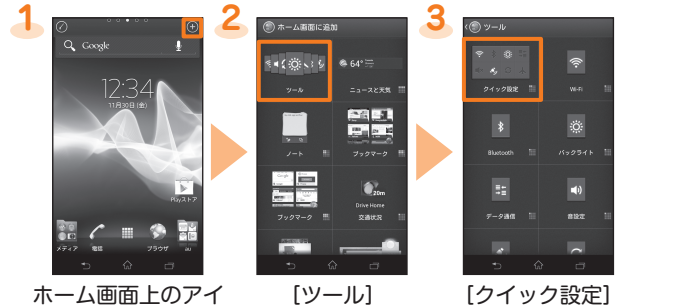 1
Google
12:34
11月30日 (金)
Playストア
メディア
電話
ブラウザ
au
ホーム画面上のアイ
2
ホーム画面に追加
ツール
64°
ニュースと天気
ノート
ブックマーク
ブックマーク
20m
Drive Home
交通状況
[ツール]
3
ツール
クイック設定
Wi-Fi
Bluetooth
バックライト
データ通信
音設定
[クイック設定]